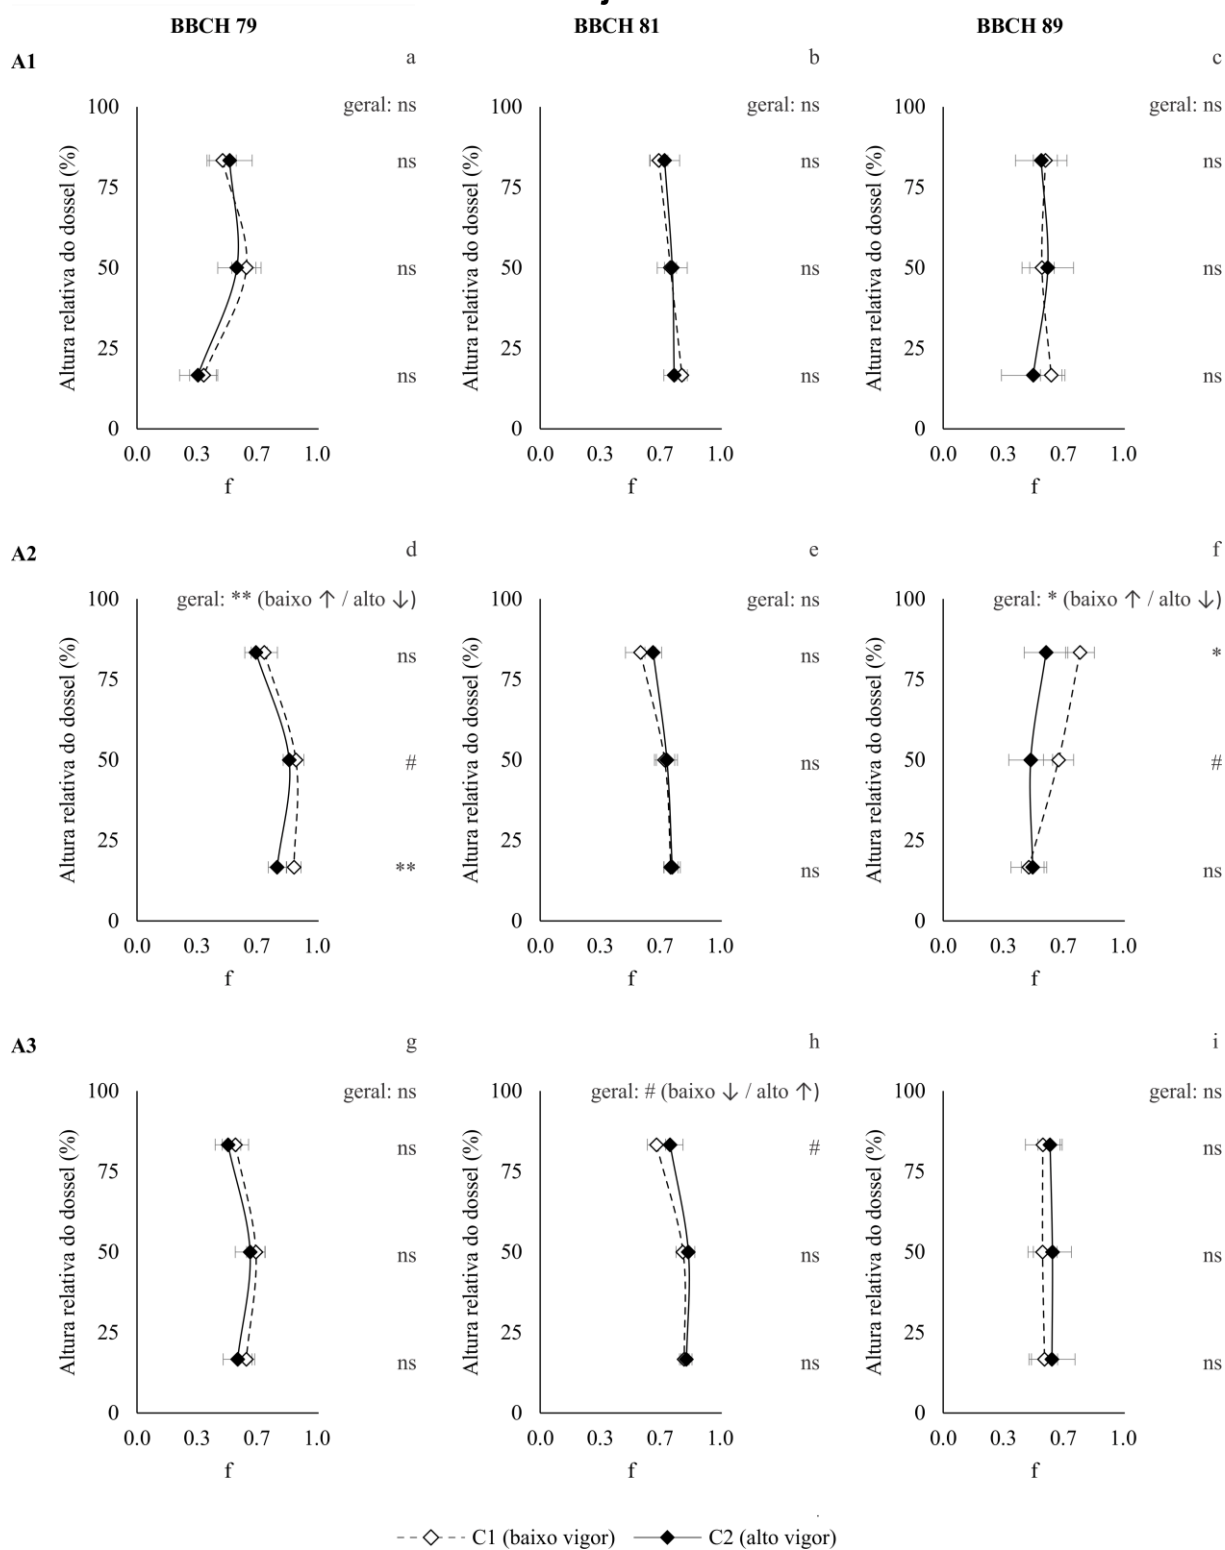 BBCH 79 BBCH 81 BBCH 89
A1 a b c
geral: ns geral: ns geral: ns
100 100 100
ns ns ns
75 75 75
Altura relativa do dossel (%) Altura relativa do dossel (%) Altura relativa do dossel (%)
50 ns 50 ns 50 ns
25 25 25
ns ns ns
0 0 0
0.0 0.3 0.7 1.0 0.0 0.3 0.7 1.0 0.0 0.3 0.7 1.0
f f f
A2 d e f
geral: ** (baixo ↑ / alto ↓) geral: ns geral: * (baixo ↑ / alto ↓)
100 100 100
ns ns *
75 75 75
Altura relativa do dossel (%) Altura relativa do dossel (%) Altura relativa do dossel (%)
50 # 50 ns 50 #
25 25 25
** ns ns
0 0 0
0.0 0.3 0.7 1.0 0.0 0.3 0.7 1.0 0.0 0.3 0.7 1.0
f f f
A3 g h i
geral: ns geral: # (baixo ↓ / alto ↑) geral: ns
100 100 100
ns # ns
75 75 75
Altura relativa do dossel (%) Altura relativa do dossel (%) Altura relativa do dossel (%)
50 ns 50 ns 50 ns
25 25 25
ns ns ns
0 0 0
0.0 0.3 0.7 1.0 0.0 0.3 0.7 1.0 0.0 0.3 0.7 1.0
f f f
C1 (baixo vigor) C2 (alto vigor)